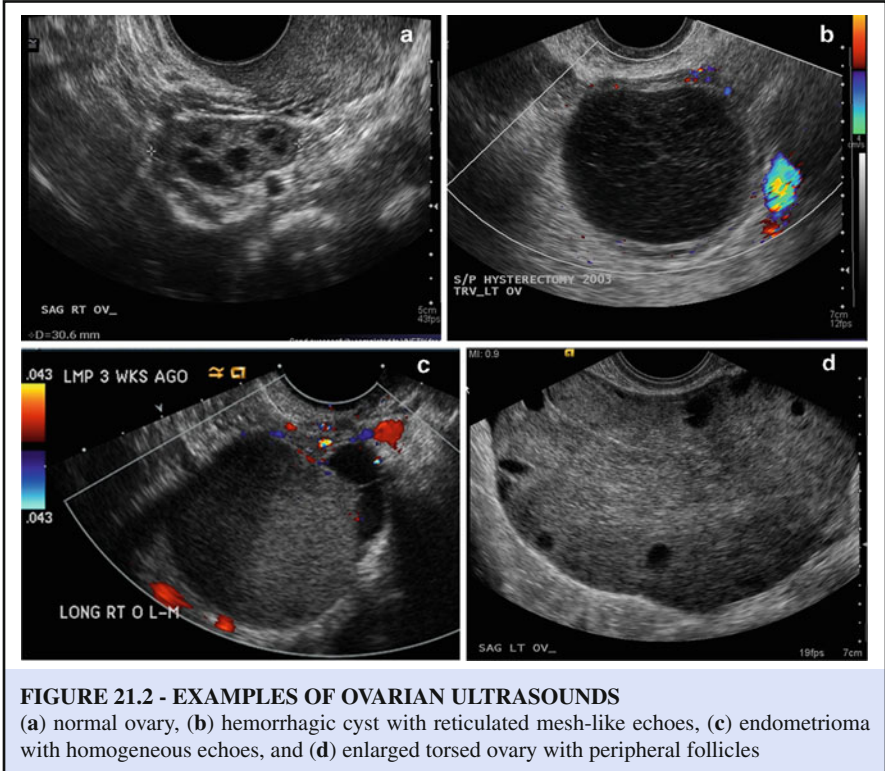 a
SAG RT OV_
÷D=30.6 mm
5cm
43fps
b
4
cm/s
S/P HYSTERECTOMY 2003
TRV_LT OV
7cm
12fps
c
.043
LMP 3 WKS AGO
.043
LONG RT O L-M
MI: 0.9
d
SAG LT OV_
19fps 7cm
FIGURE 21.2 - EXAMPLES OF OVARIAN ULTRASOUNDS
(a) normal ovary, (b) hemorrhagic cyst with reticulated mesh-like echoes, (c) endometrioma
with homogeneous echoes, and (d) enlarged torsed ovary with peripheral follicles